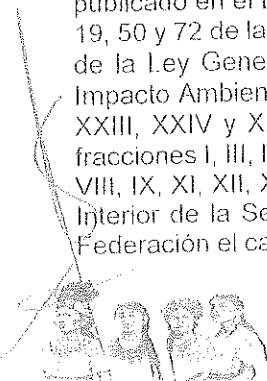 publicado en el
19, 50 y 72 de la
de la Ley Gene
Impacto Ambien
XXIII, XXIV y X
fracciones I, III, I
VIII, IX, XI, XII, X
Interior de la Se
Federación el ca